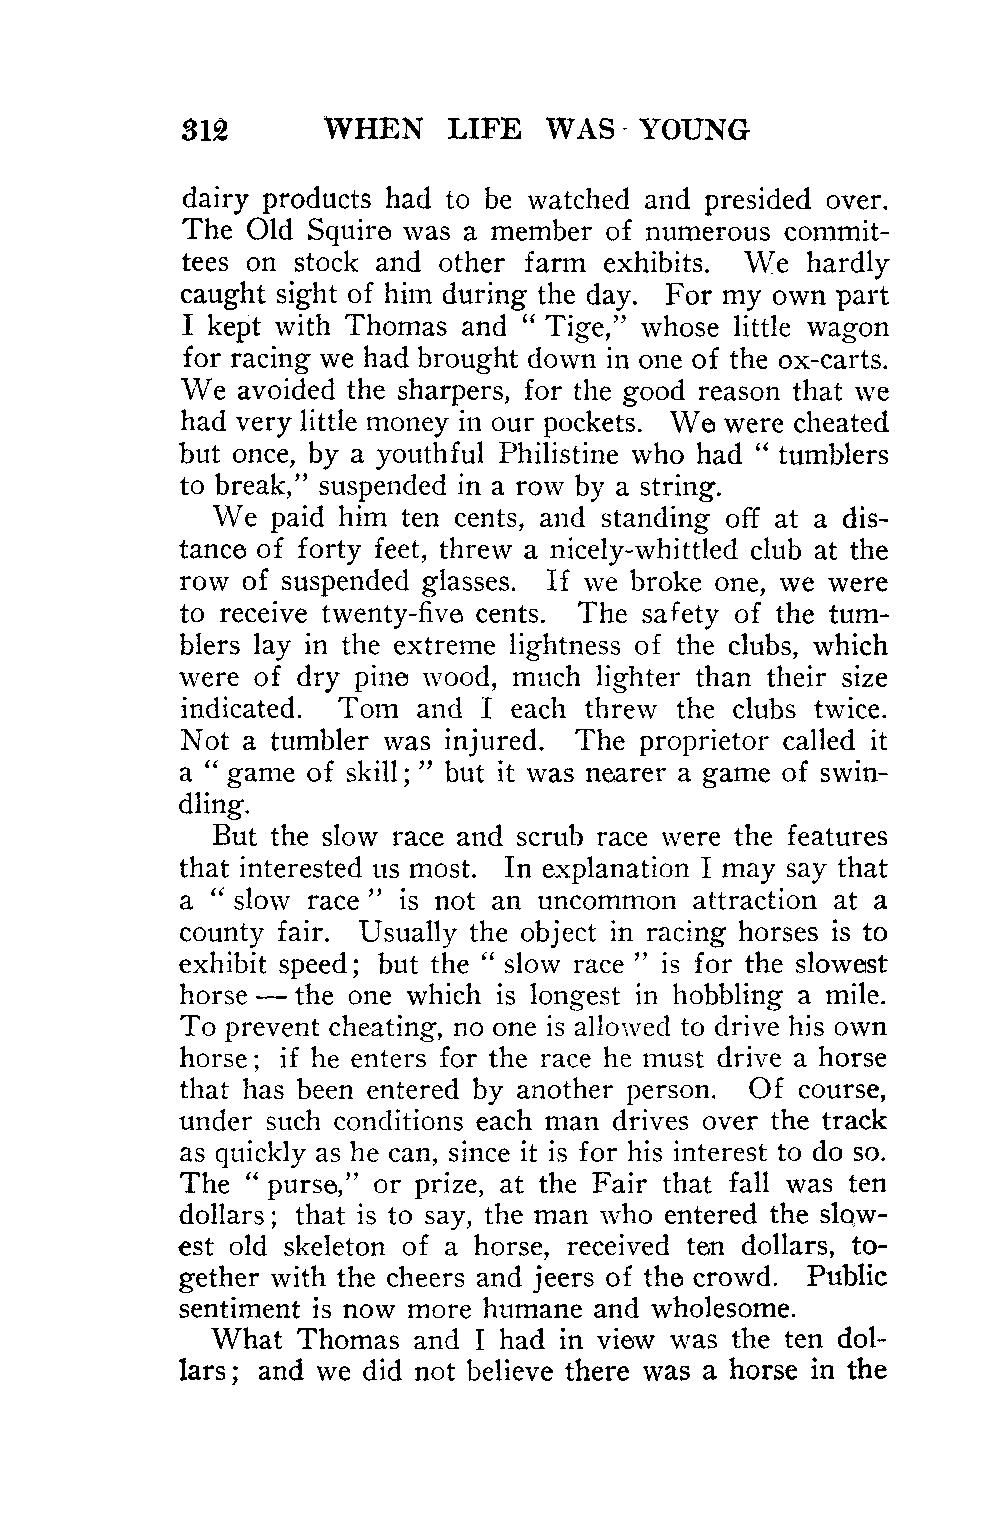 312 WHEN LIFE WAS YOUNG
dairy products had to be watched and presided over.
The Old Squire was a member of numerous commit-
tees on stock and other farm exhibits. We hardly
caught sight of him during the day. For my own part
I kept with Thomas and “ Tige,” whose little wagon
for racing we had brought down in one of the ox-carts.
We avoided the sharpers, for the good reason that we
had very little money in our pockets. We were cheated
but once, by a youthful Philistine who had “ tumblers
to break,” suspended in a row by a string.
We paid him ten cents, and standing off at a dis-
tance of forty feet, threw a nicely-whittled club at the
row of suspended glasses. If we broke one, we were
to receive twenty-five cents. The safety of the tum-
blers lay in the extreme lightness of the clubs, which
were of dry pine wood, much lighter than their size
indicated. Tom and I each threw the clubs twice.
Not a tumbler was injured. The proprietor called it
a “ game of skill; ” but it was nearer a game of swin-
dling.
But the slow race and scrub race were the features
that interested us most. In explanation I may say that
a “ slow race ” is not an uncommon attraction at a
county fair. Usually the object in racing horses is to
exhibit speed; but the “ slow race ” is for the slowest
horse — the one which is longest in hobbling a mile.
To prevent cheating, no one is allowed to drive his own
horse; if he enters for the race he must drive a horse
that has been entered by another person. Of course,
under such conditions each man drives over the track
as quickly as he can, since it is for his interest to do so.
The “ purse,” or prize, at the Fair that fall was ten
dollars; that is to say, the man who entered the slow-
est old skeleton of a horse, received ten dollars, to-
gether with the cheers and jeers of the crowd. Public
sentiment is now more humane and wholesome.
What Thomas and I had in view was the ten dol-
lars; and we did not believe there was a horse in the